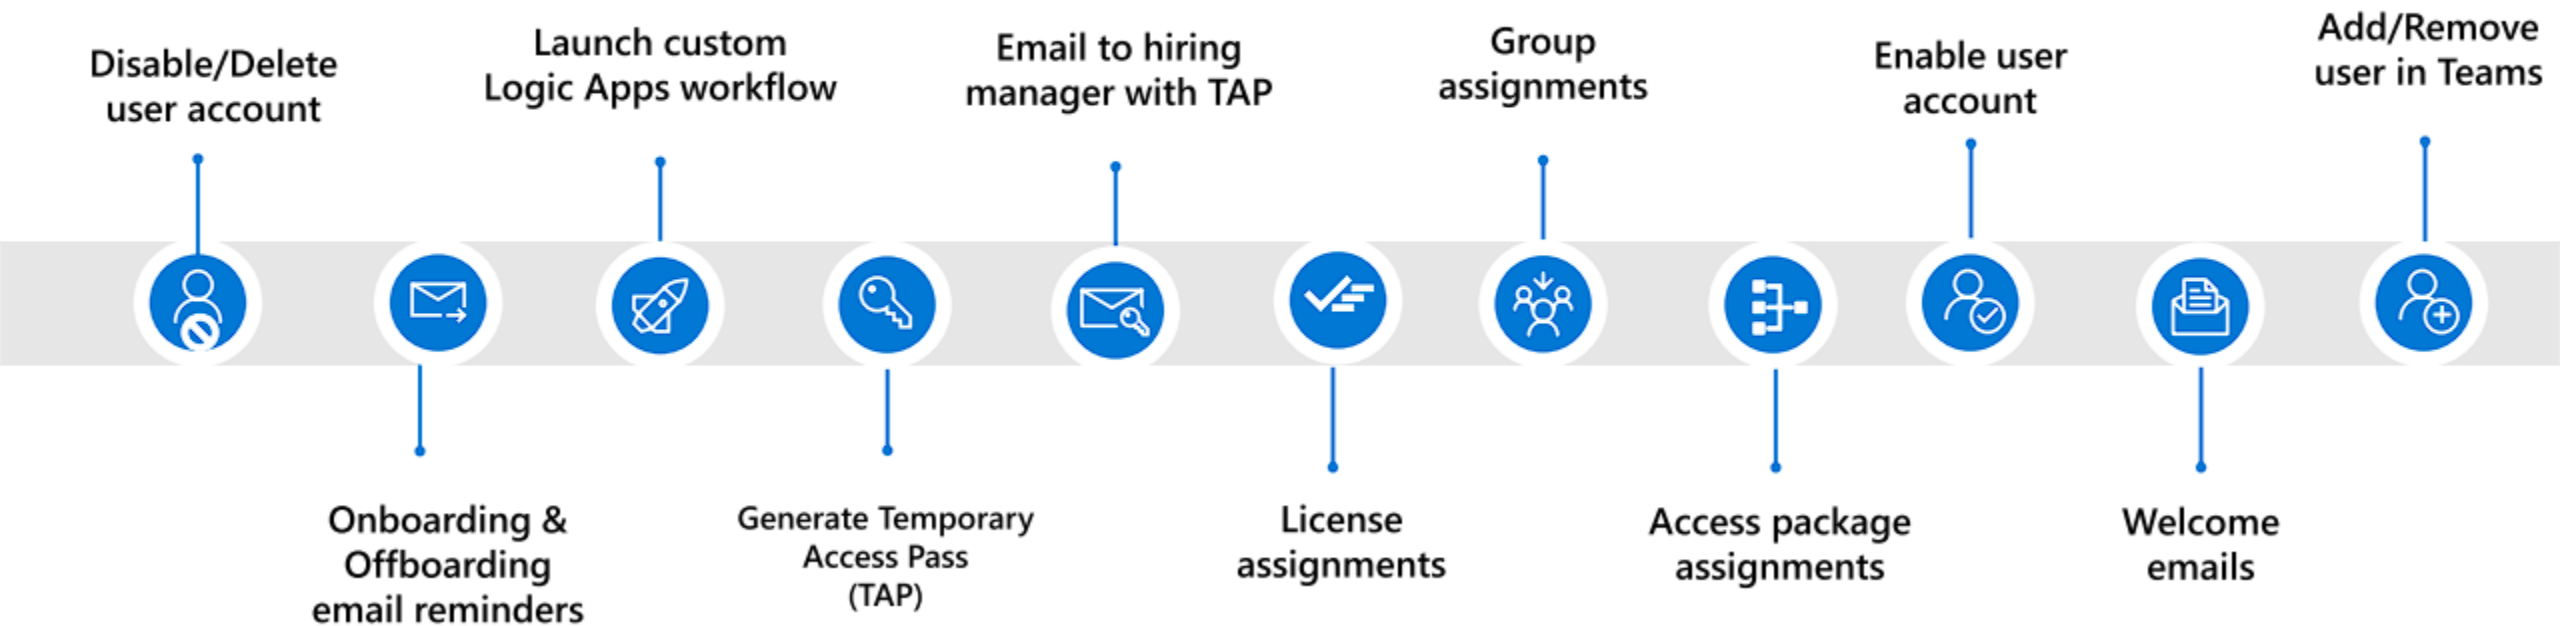 Disable/Delete
user account
Launch custom
Logic Apps workflow
Email to hiring
manager with TAP
Group
assignments
Enable user
account
Add/Remove
user in Teams
Onboarding &
Offboarding
email reminders
Generate Temporary
Access Pass
(TAP)
License
assignments
Access package
assignments
Welcome
emails